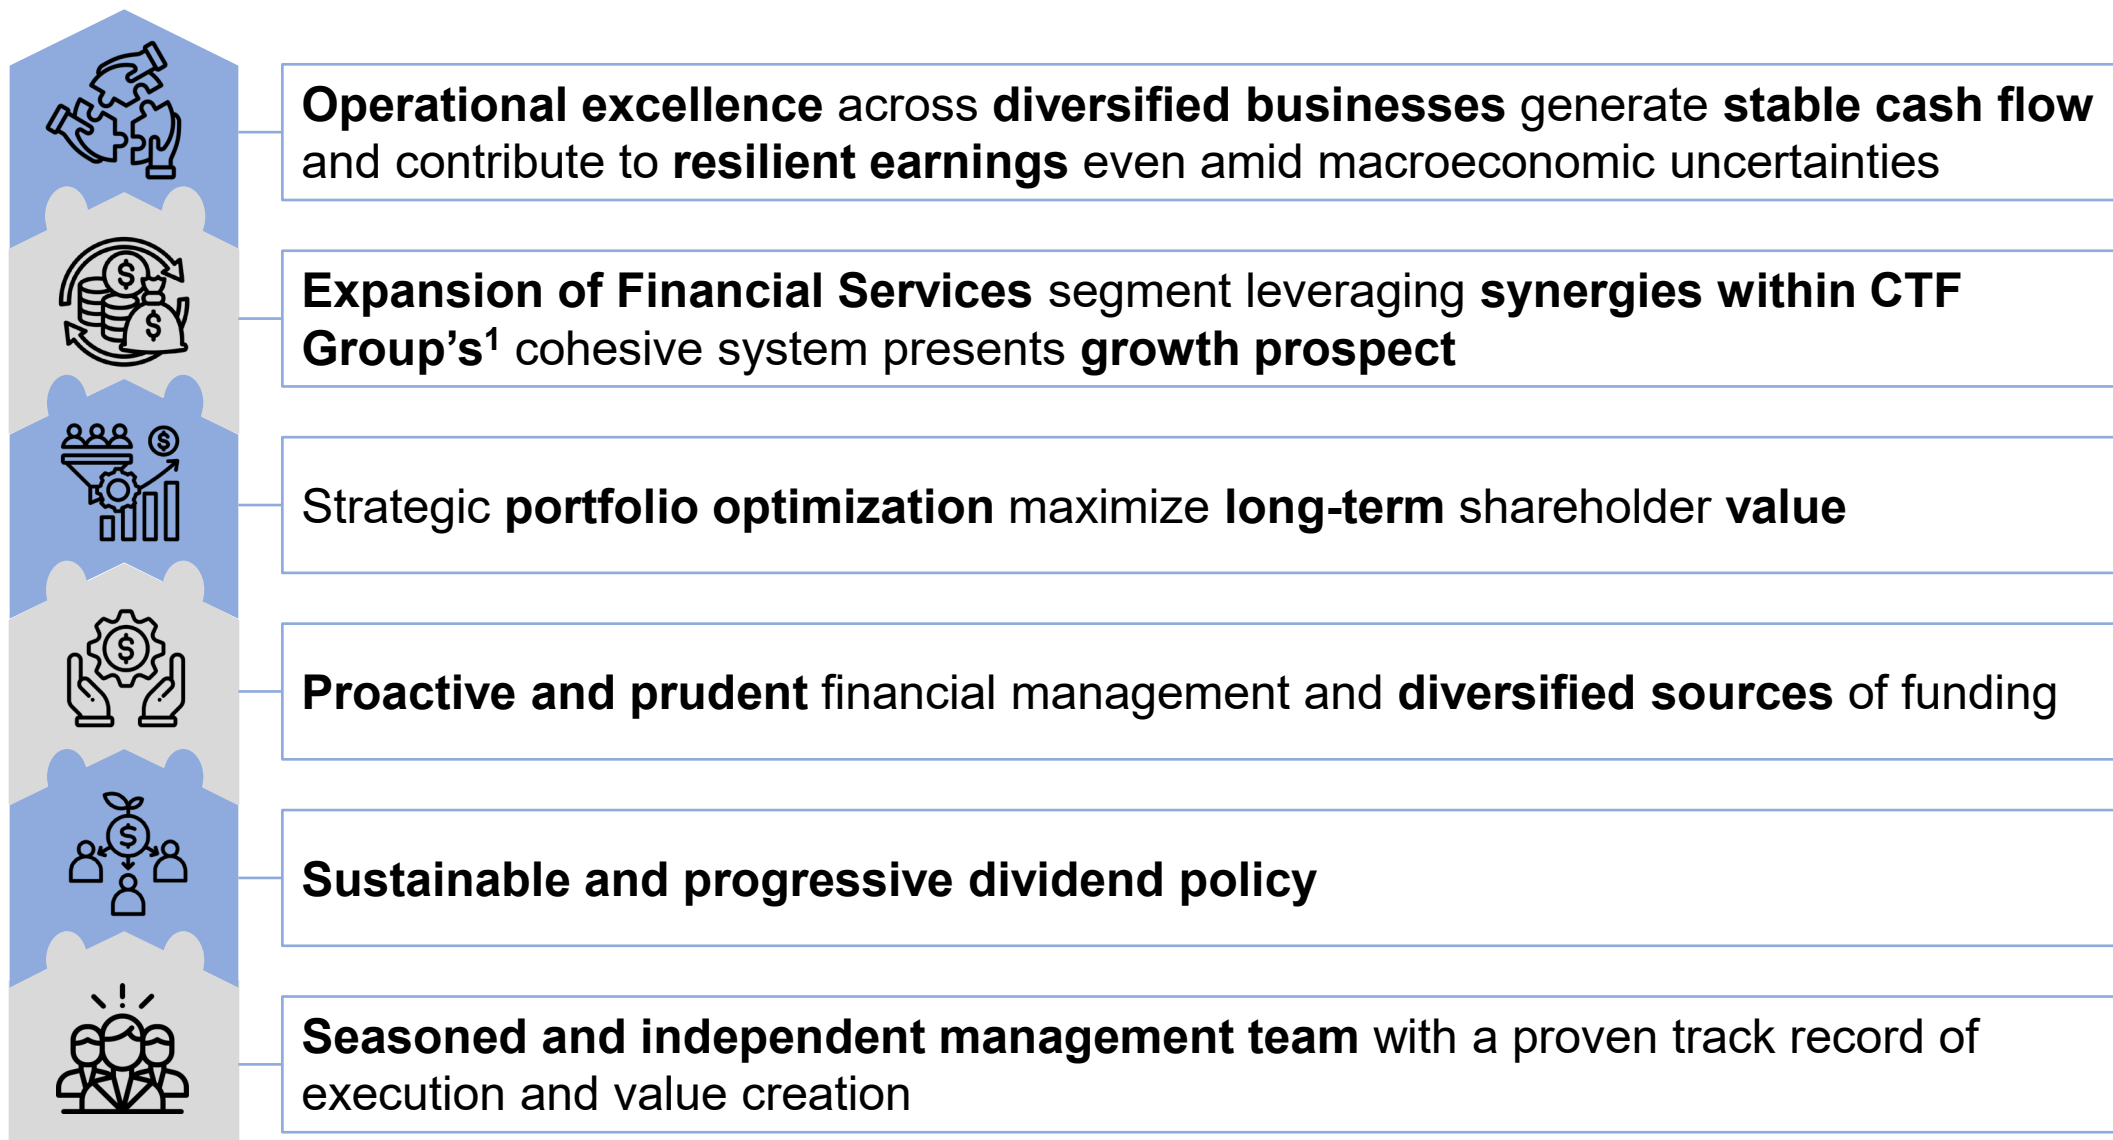 Operational excellence across diversified businesses generate stable cash flow
and contribute to resilient earnings even amid macroeconomic uncertainties
Expansion of Financial Services segment leveraging synergies within CTF
Group’s¹ cohesive system presents growth prospect
Strategic portfolio optimization maximize long-term shareholder value
Proactive and prudent financial management and diversified sources of funding
Sustainable and progressive dividend policy
Seasoned and independent management team with a proven track record of
execution and value creation